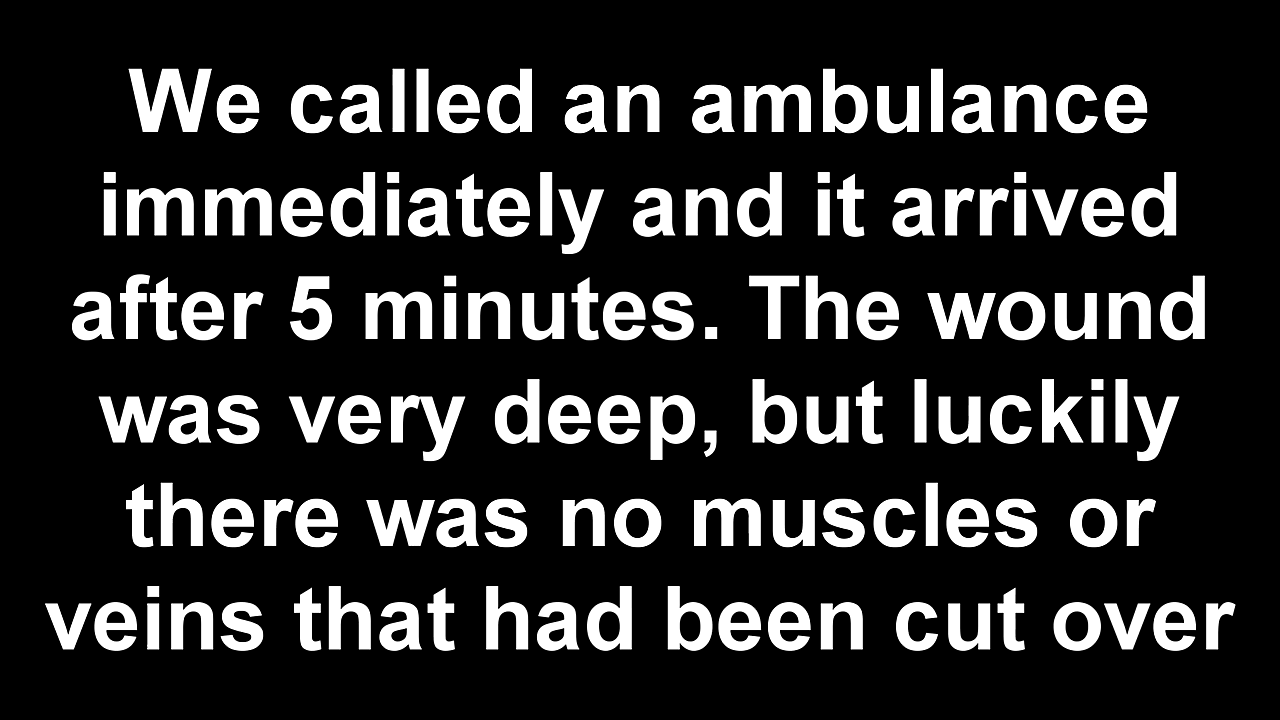 We called an ambulance
immediately and it arrived
after 5 minutes. The wound
was very deep, but luckily
there was no muscles or
veins that had been cut over